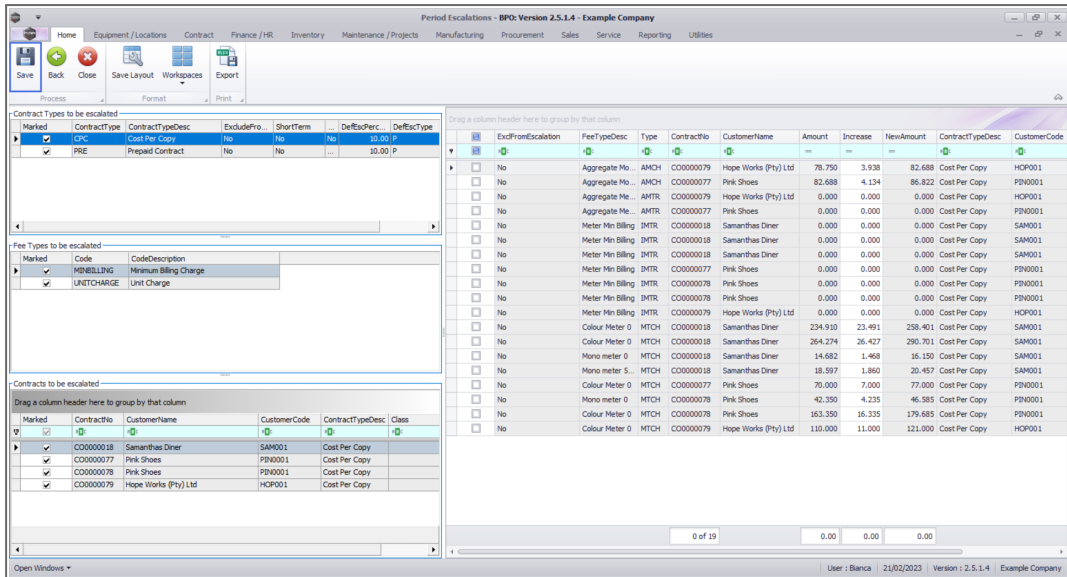 Period Escalations - BPO: Version 2.5.1.4 - Example Company
Home Equipment / Locations Contract Finance / HR Inventory Maintenance / Projects Manufacturing Procurement Sales Service Reporting Utilities
Save Back Close Save Layout Workspaces Export
Process Format Print
Contract Types to be escalated
Marked ContractType ContractTypeDesc ExcludeFro... ShortTerm ... DefEscPerc... DefEscType
CPC Cost Per Copy No No No 10.00 P
PRE Prepaid Contract No No ... 10.00 P
Fee Types to be escalated
Marked Code CodeDescription
MINBILLING Minimum Billing Charge
UNITCHARGE Unit Charge
Contracts to be escalated
Drag a column header here to group by that column
Marked ContractNo CustomerName CustomerCode ContractTypeDesc Class
CO0000018 Samanthas Diner SAM001 Cost Per Copy
CO0000077 Pink Shoes PIN0001 Cost Per Copy
CO0000078 Pink Shoes PIN0001 Cost Per Copy
CO0000079 Hope Works (Pty) Ltd HOP001 Cost Per Copy
Drag a column header here to group by that column
ExclFromEscalation FeeTypeDesc Type ContractNo CustomerName Amount Increase NewAmount ContractTypeDesc CustomerCode
No Aggregate Mo... AMCH CO0000079 Hope Works (Pty) Ltd 78.750 3.938 82.688 Cost Per Copy HOP001
No Aggregate Mo... AMCH CO0000077 Pink Shoes 82.688 4.134 86.822 Cost Per Copy PIN0001
No Aggregate Me... AMTR CO0000079 Hope Works (Pty) Ltd 0.000 0.000 0.000 Cost Per Copy HOP001
No Aggregate Me... AMTR CO0000077 Pink Shoes 0.000 0.000 0.000 Cost Per Copy PIN0001
No Meter Min Billing IMTR CO0000018 Samanthas Diner 0.000 0.000 0.000 Cost Per Copy SAM001
No Meter Min Billing IMTR CO0000018 Samanthas Diner 0.000 0.000 0.000 Cost Per Copy SAM001
No Meter Min Billing IMTR CO0000018 Samanthas Diner 0.000 0.000 0.000 Cost Per Copy SAM001
No Meter Min Billing IMTR CO0000077 Pink Shoes 0.000 0.000 0.000 Cost Per Copy PIN0001
No Meter Min Billing IMTR CO0000078 Pink Shoes 0.000 0.000 0.000 Cost Per Copy PIN0001
No Meter Min Billing IMTR CO0000078 Pink Shoes 0.000 0.000 0.000 Cost Per Copy PIN0001
No Meter Min Billing IMTR CO0000079 Hope Works (Pty) Ltd 0.000 0.000 0.000 Cost Per Copy HOP001
No Colour Meter 0 MTCH CO0000018 Samanthas Diner 234.910 23.491 258.401 Cost Per Copy SAM001
No Colour Meter 0 MTCH CO0000018 Samanthas Diner 264.274 26.427 290.701 Cost Per Copy SAM001
No Mono meter 0 MTCH CO0000018 Samanthas Diner 14.682 1.468 16.150 Cost Per Copy SAM001
No Mono meter 5... MTCH CO0000018 Samanthas Diner 18.597 1.860 20.457 Cost Per Copy SAM001
No Colour Meter 0 MTCH CO0000077 Pink Shoes 70.000 7.000 77.000 Cost Per Copy PIN0001
No Mono meter 0 MTCH CO0000078 Pink Shoes 42.350 4.235 46.585 Cost Per Copy PIN0001
No Colour Meter 0 MTCH CO0000078 Pink Shoes 163.350 16.335 179.685 Cost Per Copy PIN0001
No Colour Meter 0 MTCH CO0000079 Hope Works (Pty) Ltd 110.000 11.000 121.000 Cost Per Copy HOP001
0 of 19 0.00 0.00 0.00
Open Windows User : Bianca 21/02/2023 Version : 2.5.1.4 Example Company